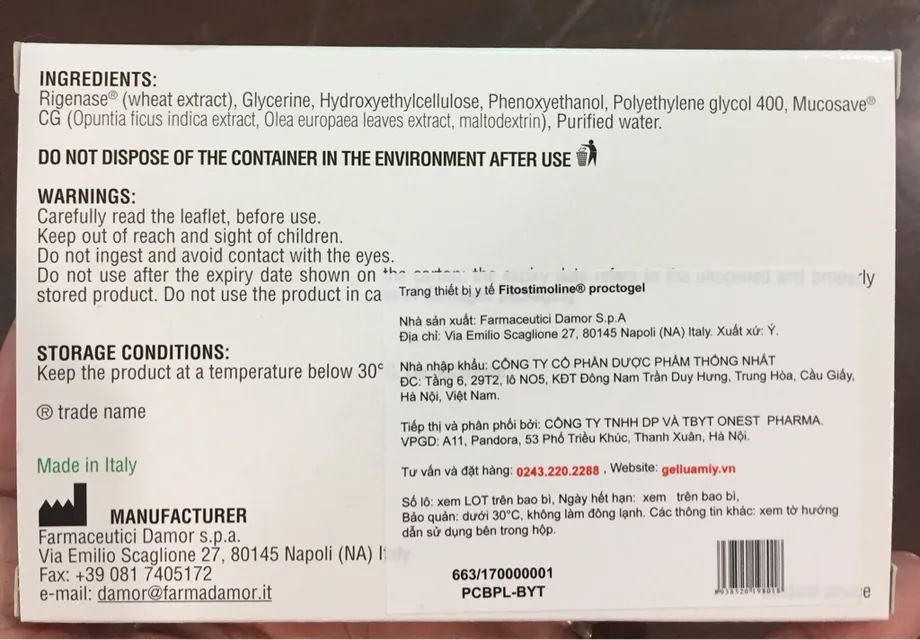 INGREDIENTS:
Rigenase® (wheat extract), Glycerine, Hydroxyethylcellulose, Phenoxyethanol, Polyethylene glycol 400, Mucosave®
CG (Opuntia ficus indica extract, Olea europaea leaves extract, maltodextrin), Purified water.
DO NOT DISPOSE OF THE CONTAINER IN THE ENVIRONMENT AFTER USE
WARNINGS:
Carefully read the leaflet, before use.
Keep out of reach and sight of children.
Do not ingest and avoid contact with the eyes.
Do not use after the expiry date shown on the carton: the expiry date refers to the unopened and properly
stored product. Do not use the product in ca
STORAGE CONDITIONS:
Keep the product at a temperature below 30°
® trade name
Made in Italy
MANUFACTURER
Farmaceutici Damor s.p.a.
Via Emilio Scaglione 27, 80145 Napoli (NA) Italy
Fax: +39 081 7405172
e-mail: damor@farmadamor.it
Trang thiết bị y tế Fitostimoline® proctogel
Nhà sản xuất: Farmaceutici Damor S.p.A
Địa chỉ: Via Emilio Scaglione 27, 80145 Napoli (NA) Italy. Xuất xứ: Ý.
Nhà nhập khẩu: CÔNG TY CỔ PHẦN DƯỢC PHẨM THỐNG NHẤT
ĐC: Tầng 6, 29T2, lô NO5, KĐT Đông Nam Trần Duy Hưng, Trung Hòa, Cầu Giấy,
Hà Nội, Việt Nam.
Tiếp thị và phân phối bởi: CÔNG TY TNHH DP VÀ TBYT ONEST PHARMA.
VPGD: A11, Pandora, 53 Phố Triều Khúc, Thanh Xuân, Hà Nội.
Tư vấn và đặt hàng: 0243.220.2288 , Website: gelluamiy.vn
Số lô: xem LOT trên bao bì, Ngày hết hạn: xem trên bao bì,
Bảo quản: dưới 30°C, không làm đông lạnh. Các thông tin khác: xem tờ hướng
dẫn sử dụng bên trong hộp.
663/170000001
PCBPL-BYT